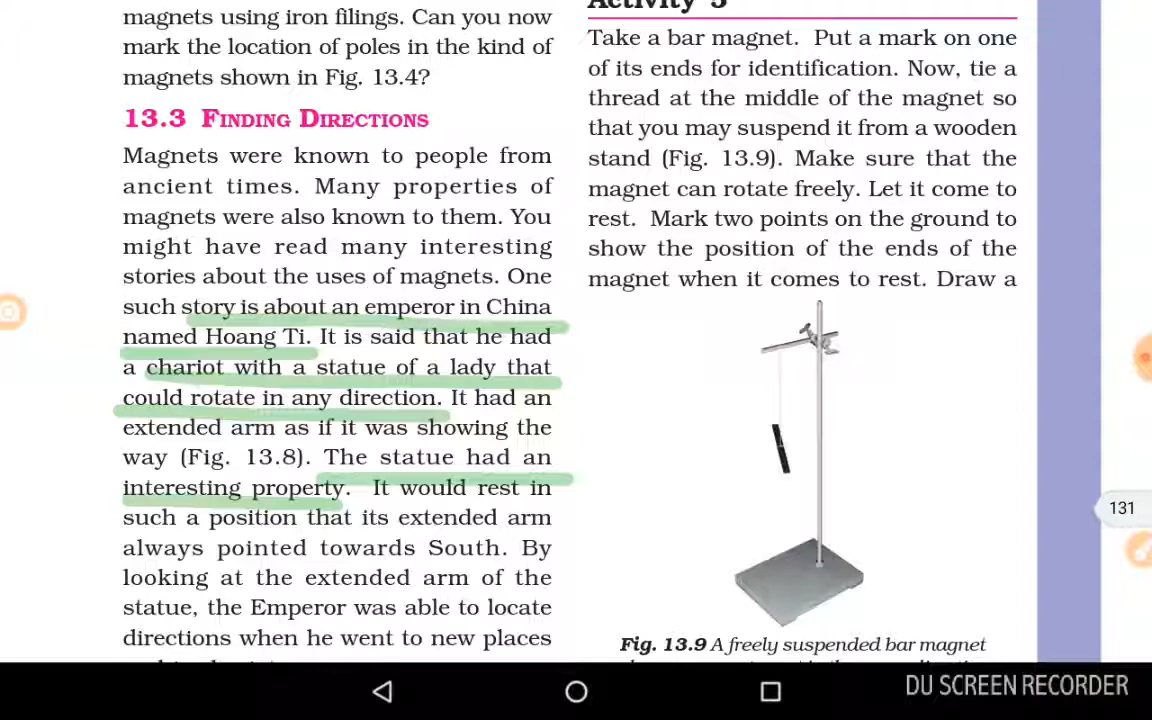 magnets using iron filings. Can you now
mark the location of poles in the kind of
magnets shown in Fig. 13.4?
13.3 FINDING DIRECTIONS
Magnets were known to people from
ancient times. Many properties of
magnets were also known to them. You
might have read many interesting
stories about the uses of magnets. One
such story is about an emperor in China
named Hoang Ti. It is said that he had
a chariot with a statue of a lady that
could rotate in any direction. It had an
extended arm as if it was showing the
way (Fig. 13.8). The statue had an
interesting property. It would rest in
such a position that its extended arm
always pointed towards South. By
looking at the extended arm of the
statue, the Emperor was able to locate
directions when he went to new places
Activity 5
Take a bar magnet. Put a mark on one
of its ends for identification. Now, tie a
thread at the middle of the magnet so
that you may suspend it from a wooden
stand (Fig. 13.9). Make sure that the
magnet can rotate freely. Let it come to
rest. Mark two points on the ground to
show the position of the ends of the
magnet when it comes to rest. Draw a
Fig. 13.9 A freely suspended bar magnet
131
DU SCREEN RECORDER